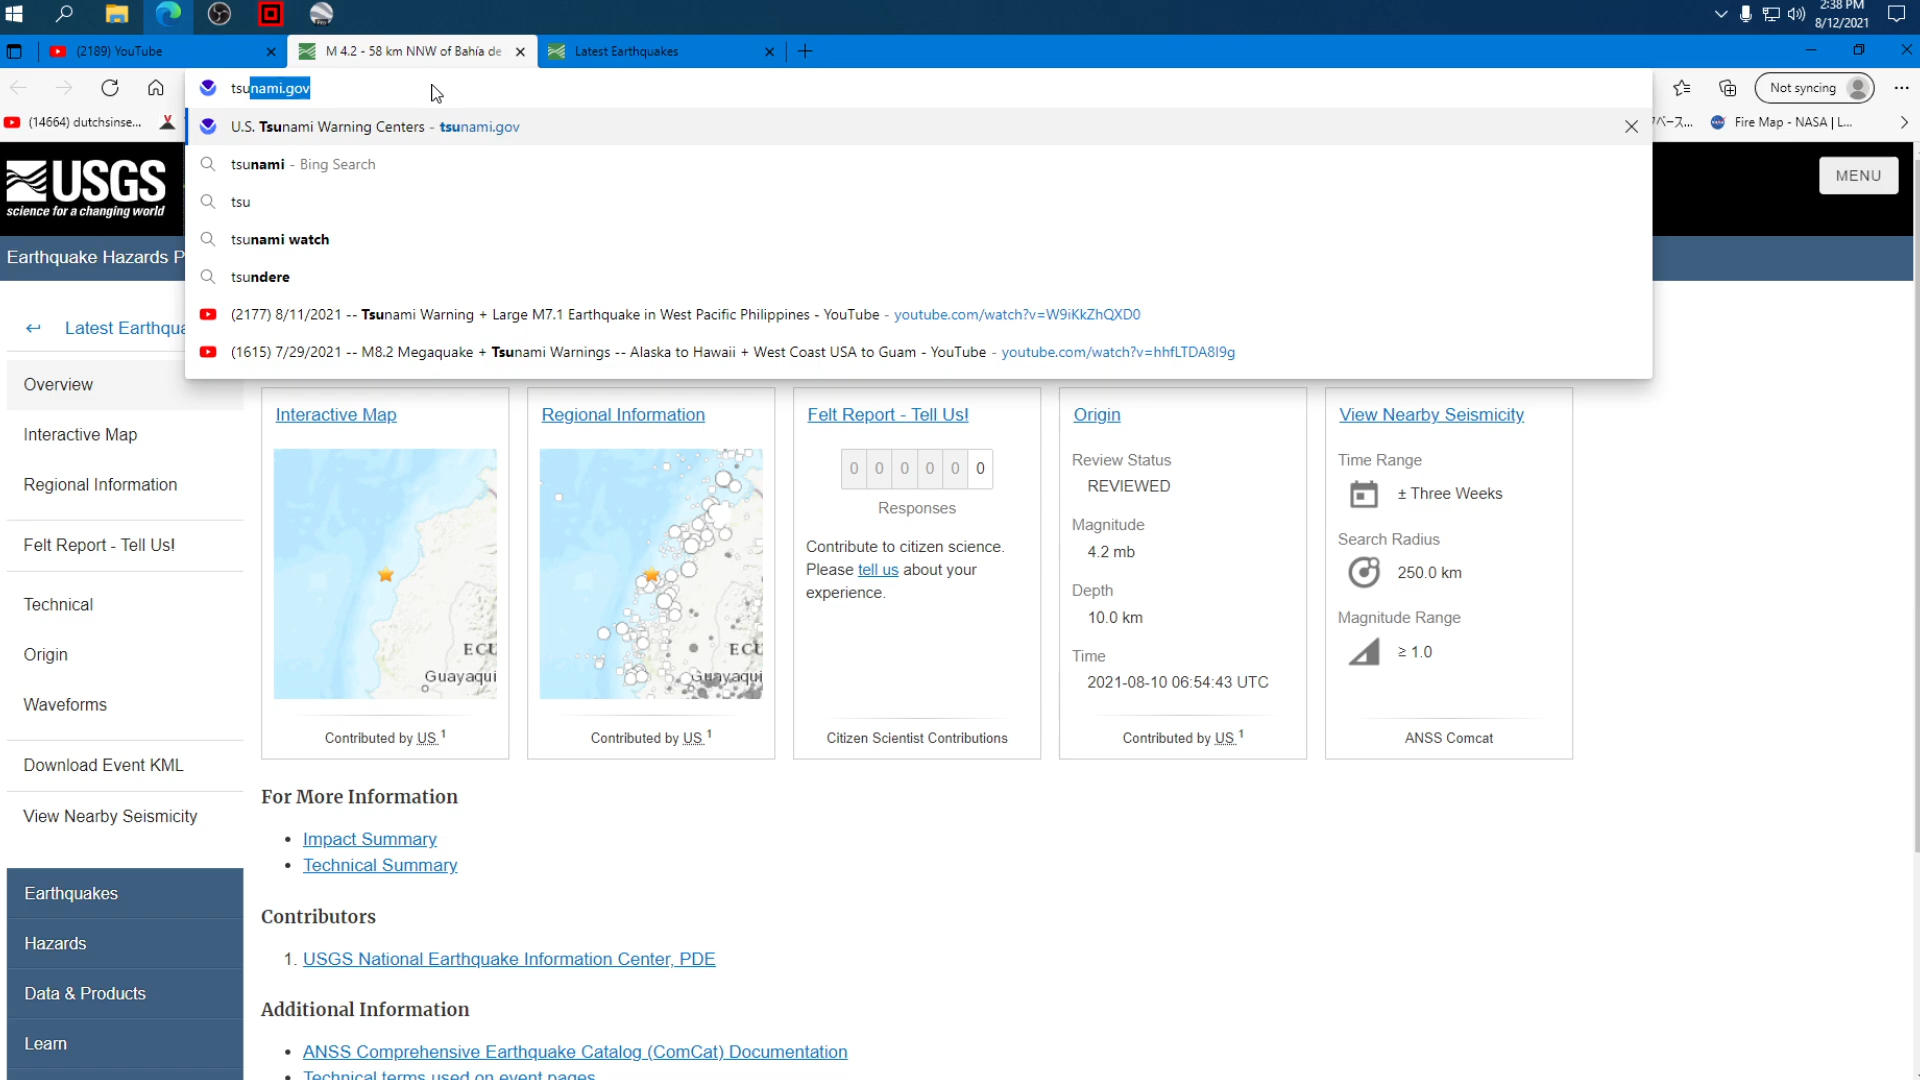 2:38 PM
8/12/2021
(2189) YouTube
M 4.2 - 58 km NNW of Bahía de
Latest Earthquakes
tsunami.gov
Not syncing
(14664) dutchsinse...
U.S. Tsunami Warning Centers - tsunami.gov
ベース...
Fire Map - NASA | L...
tsunami - Bing Search
tsu
tsunami watch
tsundere
(2177) 8/11/2021 -- Tsunami Warning + Large M7.1 Earthquake in West Pacific Philippines - YouTube - youtube.com/watch?v=W9iKkZhQXD0
(1615) 7/29/2021 -- M8.2 Megaquake + Tsunami Warnings -- Alaska to Hawaii + West Coast USA to Guam - YouTube - youtube.com/watch?v=hhfLTDA8I9g
USGS
science for a changing world
MENU
Earthquake Hazards P
Latest Earthqua
Overview
Interactive Map
Regional Information
Felt Report - Tell Us!
Technical
Origin
Waveforms
Download Event KML
View Nearby Seismicity
Earthquakes
Hazards
Data & Products
Learn
Interactive Map
ECU
Guayaqui
Contributed by US 1
Regional Information
ECU
Guayaqui
Contributed by US 1
Felt Report - Tell Us!
0 0 0 0 0 0
Responses
Contribute to citizen science.
Please tell us about your
experience.
Citizen Scientist Contributions
Origin
Review Status
REVIEWED
Magnitude
4.2 mb
Depth
10.0 km
Time
2021-08-10 06:54:43 UTC
Contributed by US 1
View Nearby Seismicity
Time Range
± Three Weeks
Search Radius
250.0 km
Magnitude Range
≥ 1.0
ANSS Comcat
For More Information
• Impact Summary
• Technical Summary
Contributors
1. USGS National Earthquake Information Center, PDE
Additional Information
• ANSS Comprehensive Earthquake Catalog (ComCat) Documentation
• Technical terms used on event pages